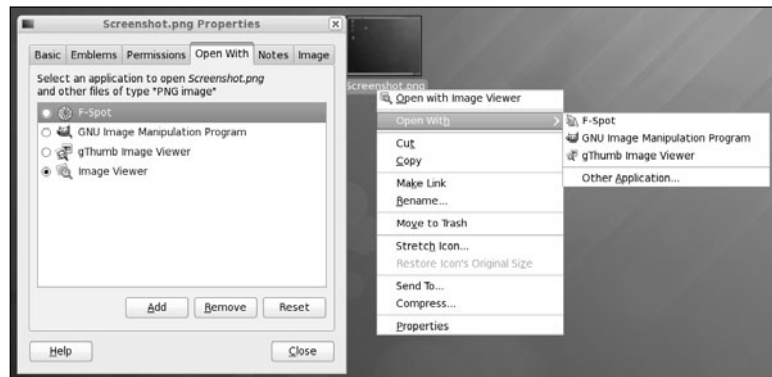 Screenshot.png Properties
Basic Emblems Permissions Open With Notes Image
Select an application to open Screenshot.png
and other files of type "PNG image"
F-Spot
GNU Image Manipulation Program
gThumb Image Viewer
Image Viewer
Add Remove Reset
Help Close
Screenshot.png
Open with Image Viewer
Open With
Cut
Copy
Make Link
Rename...
Move to Trash
Stretch Icon...
Restore Icon's Original Size
Send To...
Compress...
Properties
F-Spot
GNU Image Manipulation Program
gThumb Image Viewer
Other Application...